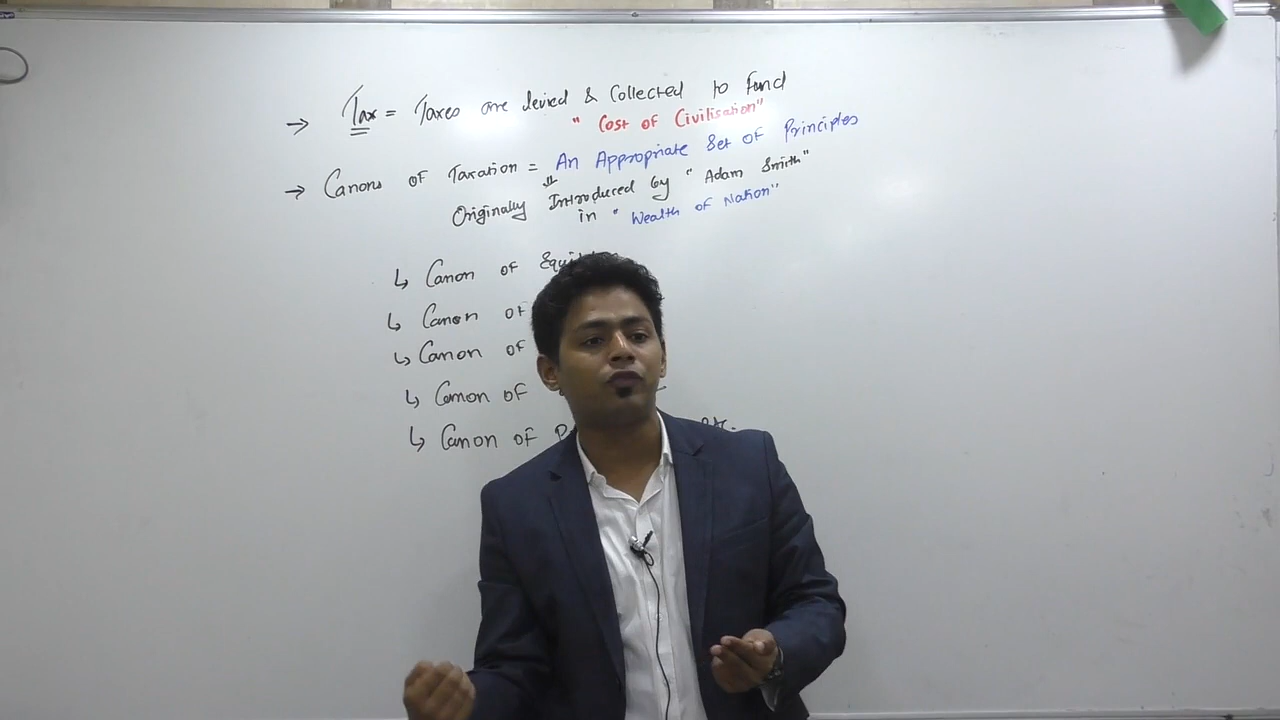 → Tax = Taxes are levied & Collected to Fund
" Cost of Civilisation"
→ Canons of Taxation = An Appropriate Set of Principles
Originally Introduced by " Adam Smith"
in " Wealth of Nation"
↳ Canon of
↳ Canon of
↳ Canon of
↳ Canon of
↳ Canon of